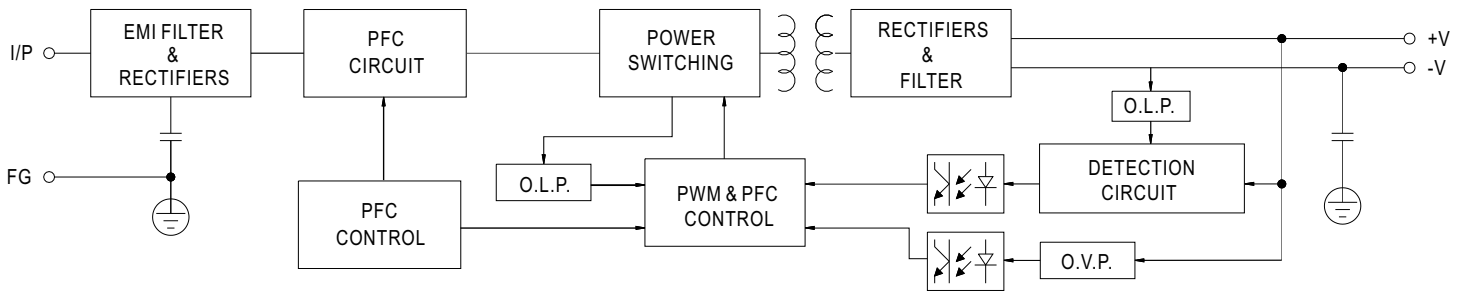 I/P
EMI FILTER
&
RECTIFIERS
PFC
CIRCUIT
POWER
SWITCHING
RECTIFIERS
&
FILTER
+V
-V
O.L.P.
FG
O.L.P.
PFC
CONTROL
PWM & PFC
CONTROL
DETECTION
CIRCUIT
O.V.P.